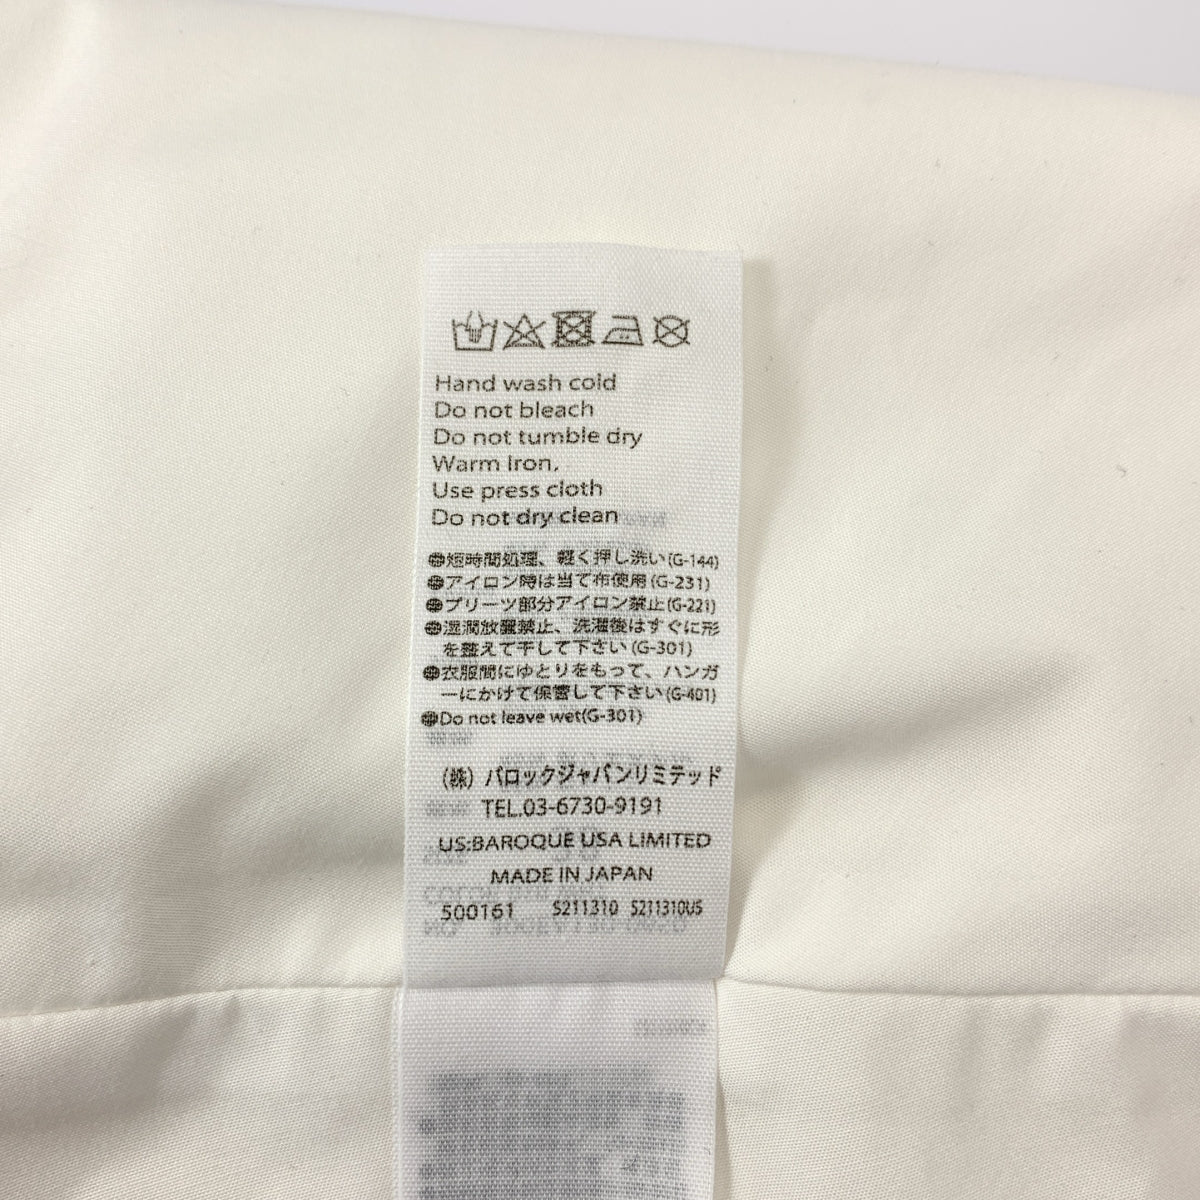 Hand wash cold
Do not bleach
Do not tumble dry
Warm Iron,
Use press cloth
Do not dry clean
●短時間処理、軽く押し洗い(G-144)
●アイロン時は当て布使用(G-231)
●プリーツ部分アイロン禁止(G-221)
●湿潤放置禁止、洗濯後はすぐに形
を整えて干して下さい(G-301)
●衣服間にゆとりをもって、ハンガ
ーにかけて保管して下さい(G-401)
●Do not leave wet(G-301)
(株) バロックジャパンリミテッド
TEL.03-6730-9191
US:BAROQUE USA LIMITED
MADE IN JAPAN
500161 S211310 S211310US